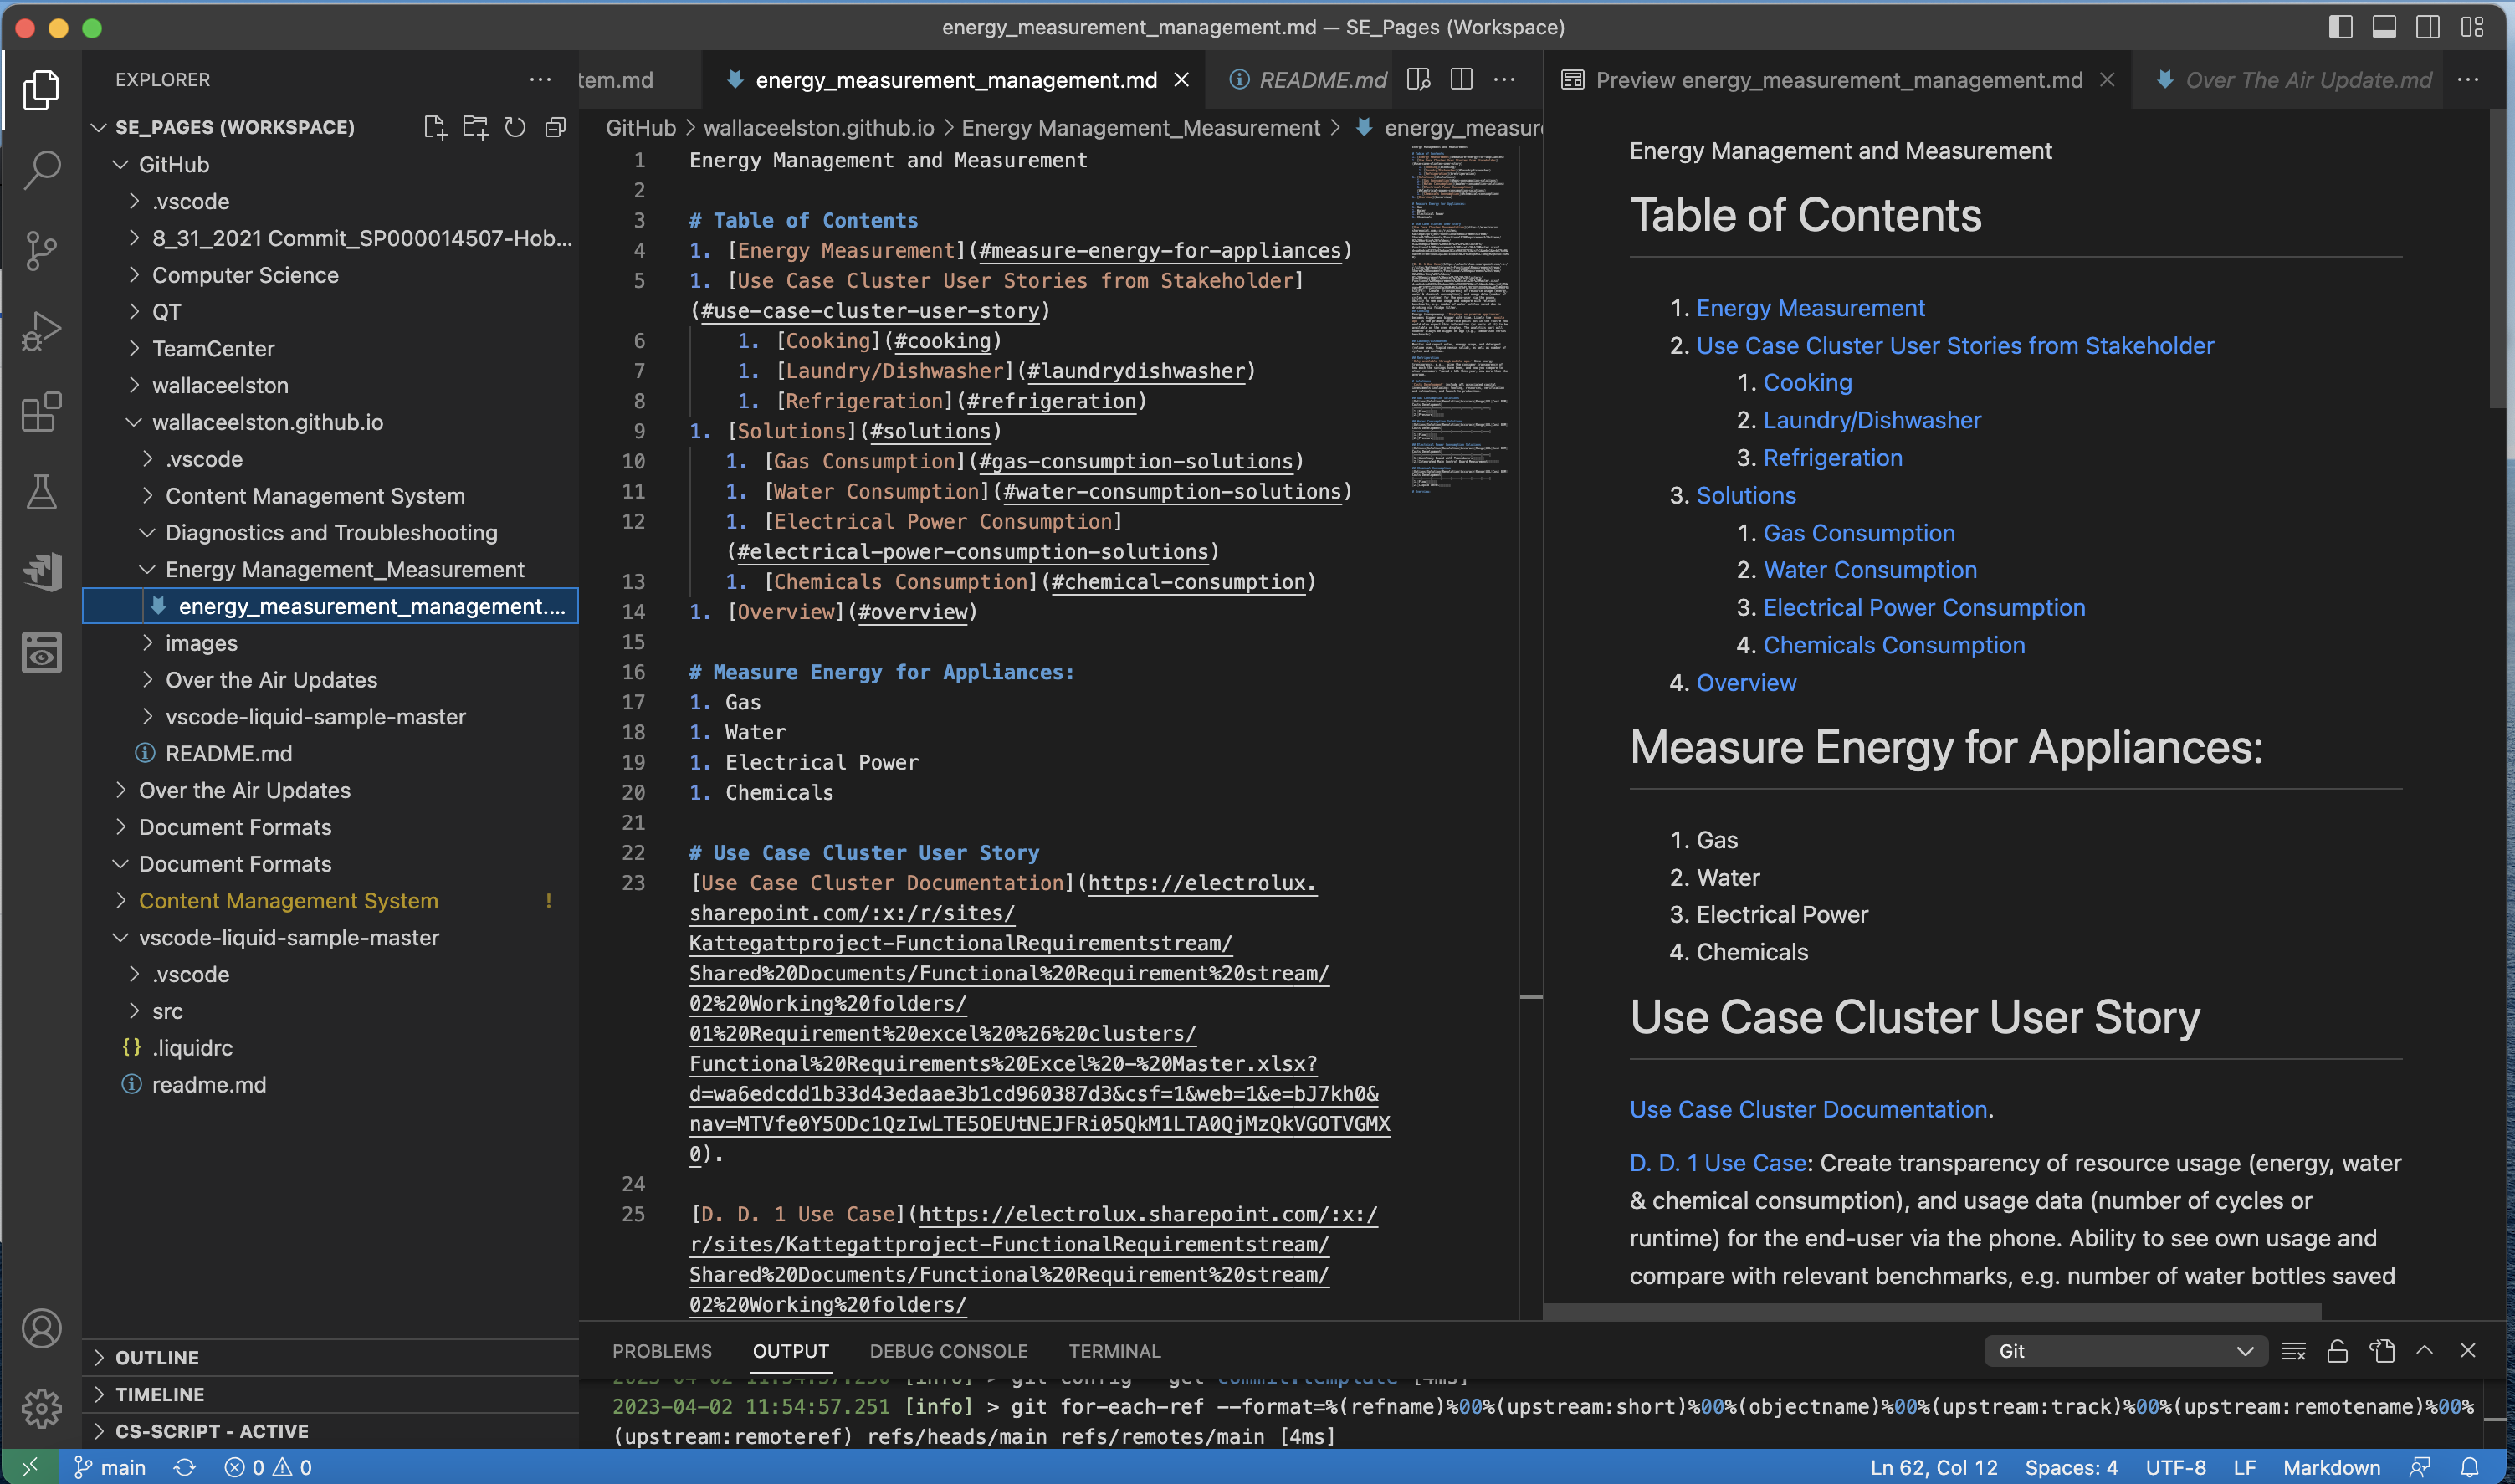 energy_measurement_management.md — SE_Pages (Workspace)
EXPLORER
SE_PAGES (WORKSPACE)
GitHub
.vscode
8_31_2021 Commit_SP000014507-Hob...
Computer Science
QT
TeamCenter
wallaceelston
wallaceelston.github.io
.vscode
Content Management System
Diagnostics and Troubleshooting
Energy Management_Measurement
energy_measurement_management....
images
Over the Air Updates
vscode-liquid-sample-master
README.md
Over the Air Updates
Document Formats
Document Formats
Content Management System !
vscode-liquid-sample-master
.vscode
src
{} .liquidrc
readme.md
OUTLINE
TIMELINE
CS-SCRIPT - ACTIVE
tem.md energy_measurement_management.md README.md
GitHub > wallaceelston.github.io > Energy Management_Measurement > energy_measur
1 Energy Management and Measurement
2
3 # Table of Contents
4 1. [Energy Measurement](#measure-energy-for-appliances)
5 1. [Use Case Cluster User Stories from Stakeholder]
(#use-case-cluster-user-story)
6 1. [Cooking](#cooking)
7 1. [Laundry/Dishwasher](#laundrydishwasher)
8 1. [Refrigeration](#refrigeration)
9 1. [Solutions](#solutions)
10 1. [Gas Consumption](#gas-consumption-solutions)
11 1. [Water Consumption](#water-consumption-solutions)
12 1. [Electrical Power Consumption]
(#electrical-power-consumption-solutions)
13 1. [Chemicals Consumption](#chemical-consumption)
14 1. [Overview](#overview)
15
16 # Measure Energy for Appliances:
17 1. Gas
18 1. Water
19 1. Electrical Power
20 1. Chemicals
21
22 # Use Case Cluster User Story
23 [Use Case Cluster Documentation](https://electrolux.
sharepoint.com/:x:/r/sites/
Kattegattproject-FunctionalRequirementstream/
Shared%20Documents/Functional%20Requirement%20stream/
02%20Working%20folders/
01%20Requirement%20excel%20%26%20clusters/
Functional%20Requirements%20Excel%20-%20Master.xlsx?
d=wa6edcdd1b33d43edaae3b1cd960387d3&csf=1&web=1&e=bJ7kh0&
nav=MTVfe0Y5ODc1QzIwLTE5OEUtNEJFRi05QkM1LTA0QjMzQkVGOTVGMX
0).
24
25 [D. D. 1 Use Case](https://electrolux.sharepoint.com/:x:/
r/sites/Kattegattproject-FunctionalRequirementstream/
Shared%20Documents/Functional%20Requirement%20stream/
02%20Working%20folders/
Preview energy_measurement_management.md Over The Air Update.md
Energy Management and Measurement
Table of Contents
1. Energy Measurement
2. Use Case Cluster User Stories from Stakeholder
1. Cooking
2. Laundry/Dishwasher
3. Refrigeration
3. Solutions
1. Gas Consumption
2. Water Consumption
3. Electrical Power Consumption
4. Chemicals Consumption
4. Overview
Measure Energy for Appliances:
1. Gas
2. Water
3. Electrical Power
4. Chemicals
Use Case Cluster User Story
Use Case Cluster Documentation.
D. D. 1 Use Case: Create transparency of resource usage (energy, water
& chemical consumption), and usage data (number of cycles or
runtime) for the end-user via the phone. Ability to see own usage and
compare with relevant benchmarks, e.g. number of water bottles saved
PROBLEMS OUTPUT DEBUG CONSOLE TERMINAL Git
2023-04-02 11:54:57.250 [info] > git config --get commit.template [4ms]
2023-04-02 11:54:57.251 [info] > git for-each-ref --format=%(refname)%00%(upstream:short)%00%(objectname)%00%(upstream:track)%00%(upstream:remotename)%00%
(upstream:remoteref) refs/heads/main refs/remotes/main [4ms]
main 0 0 Ln 62, Col 12 Spaces: 4 UTF-8 LF Markdown